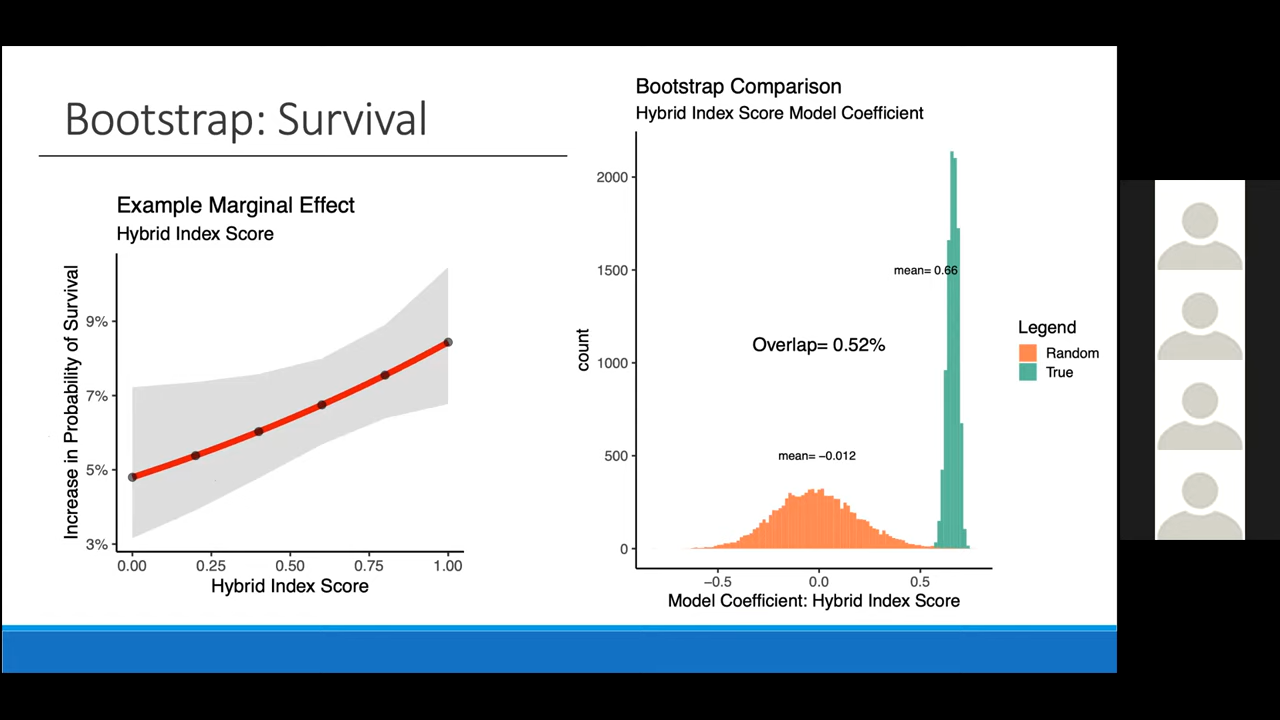 Bootstrap: Survival
Example Marginal Effect
Hybrid Index Score
Increase in Probability of Survival
9%
7%
5%
3%
0.00 0.25 0.50 0.75 1.00
Hybrid Index Score
Bootstrap Comparison
Hybrid Index Score Model Coefficient
count
2000
1500
1000
500
0
mean= 0.66
Overlap= 0.52%
mean= −0.012
−0.5 0.0 0.5
Model Coefficient: Hybrid Index Score
Legend
Random
True